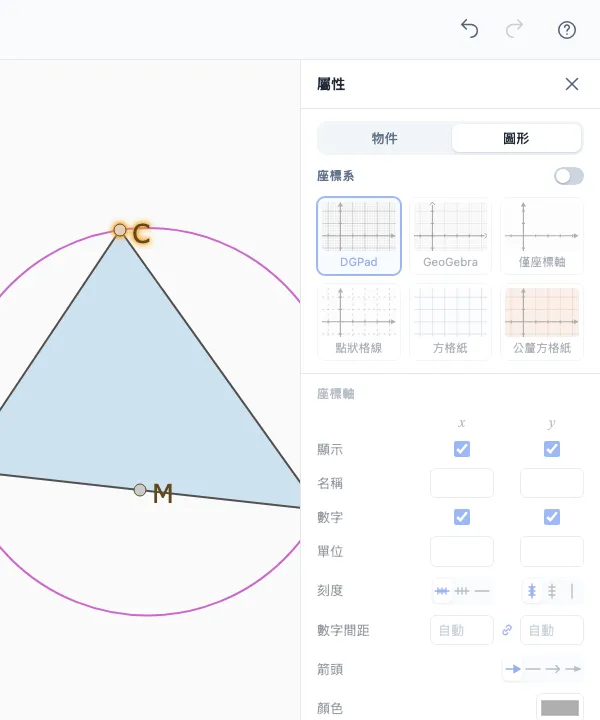 屬性
物件 圖形
座標系
DGPad GeoGebra 僅座標軸
點狀格線 方格紙 公釐方格紙
座標軸
x y
顯示
名稱
數字
單位
刻度
數字間距 自動 自動
箭頭
顏色
C
M